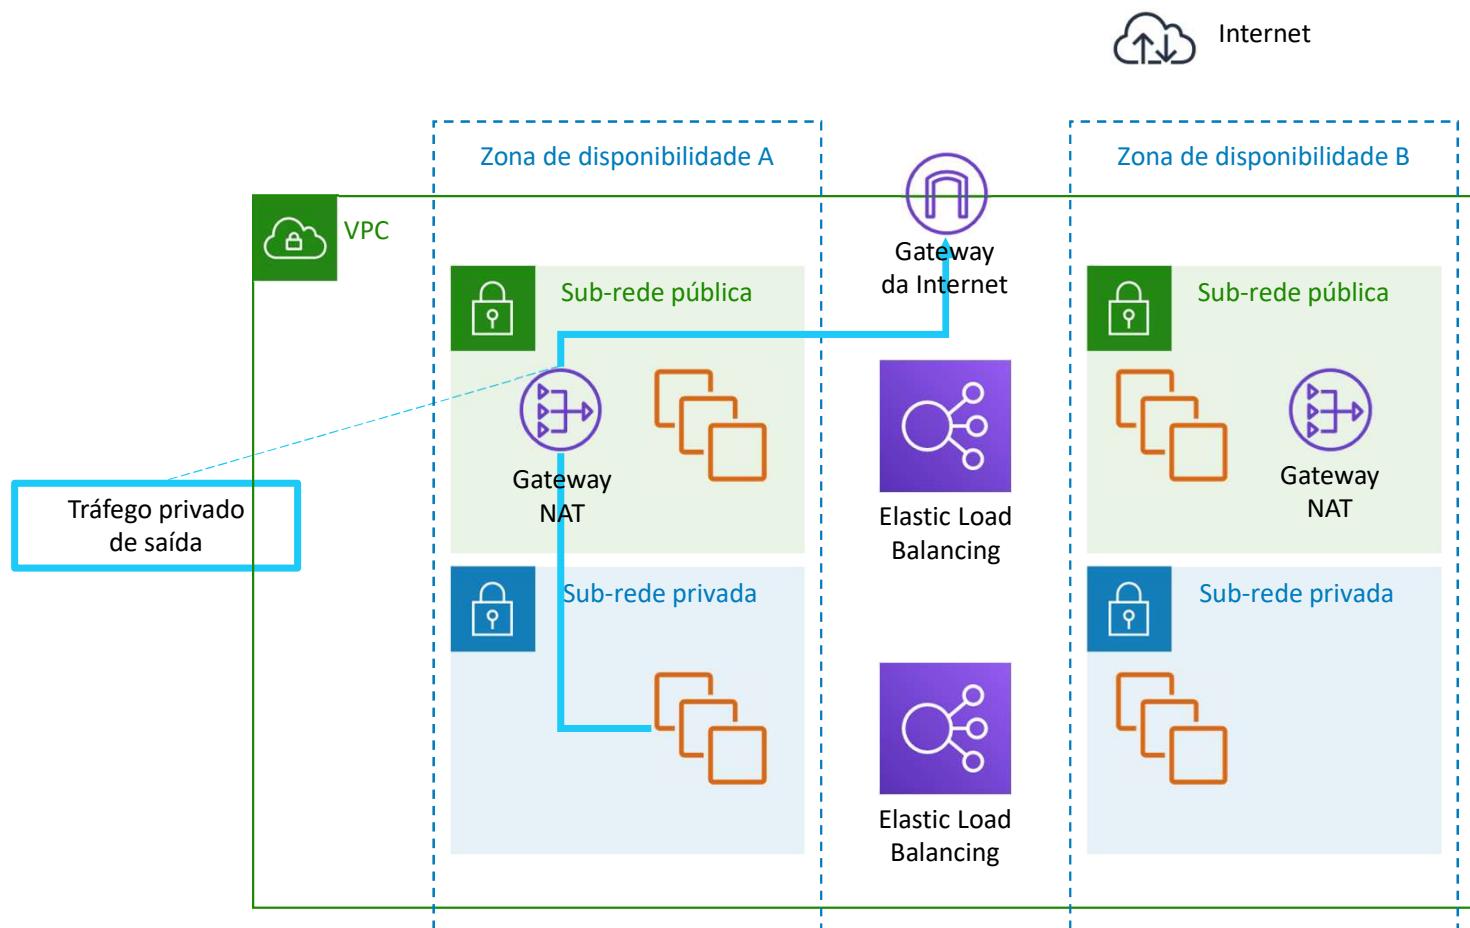 Internet
Zona de disponibilidade A
Zona de disponibilidade B
VPC
Gateway
da Internet
Sub-rede pública
Sub-rede pública
Gateway
NAT
Gateway
NAT
Tráfego privado
de saída
Elastic Load
Balancing
Sub-rede privada
Sub-rede privada
Elastic Load
Balancing